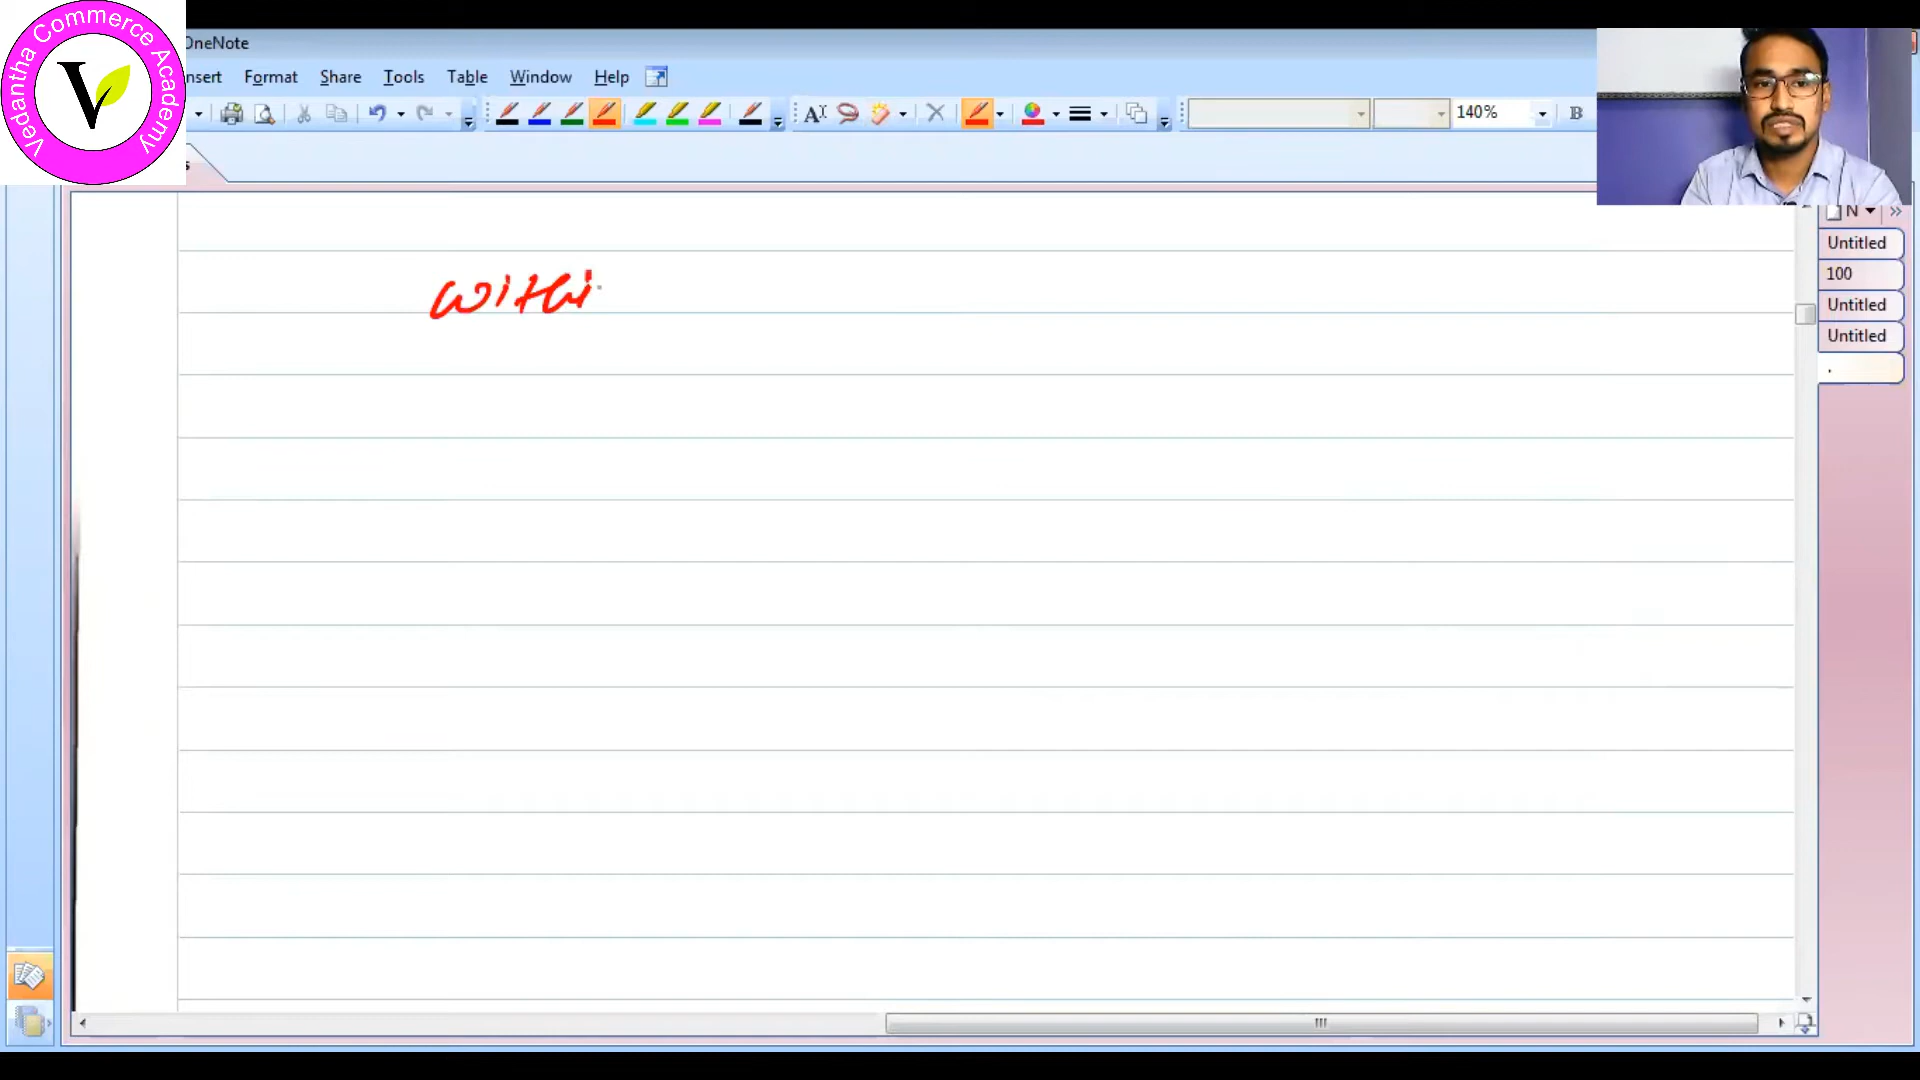 Vedantha Commerce Academy
V
OneNote
nsert Format Share Tools Table Window Help
140% B
s
N
Untitled
100
Untitled
Untitled
.
withi